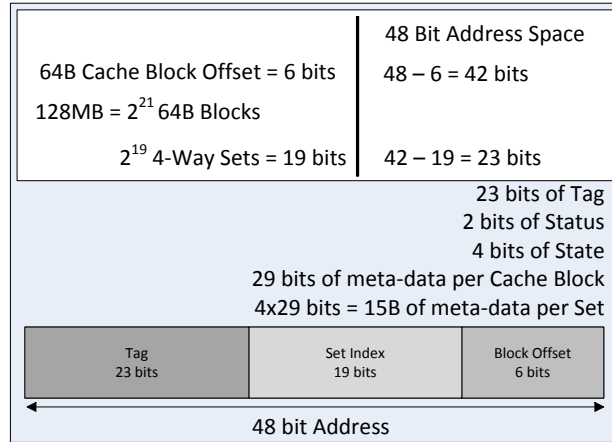 48 Bit Address Space
64B Cache Block Offset = 6 bits
48 – 6 = 42 bits
128MB = 2^21 64B Blocks
2^19 4-Way Sets = 19 bits
42 – 19 = 23 bits
23 bits of Tag
2 bits of Status
4 bits of State
29 bits of meta-data per Cache Block
4x29 bits = 15B of meta-data per Set
Tag
23 bits
Set Index
19 bits
Block Offset
6 bits
48 bit Address